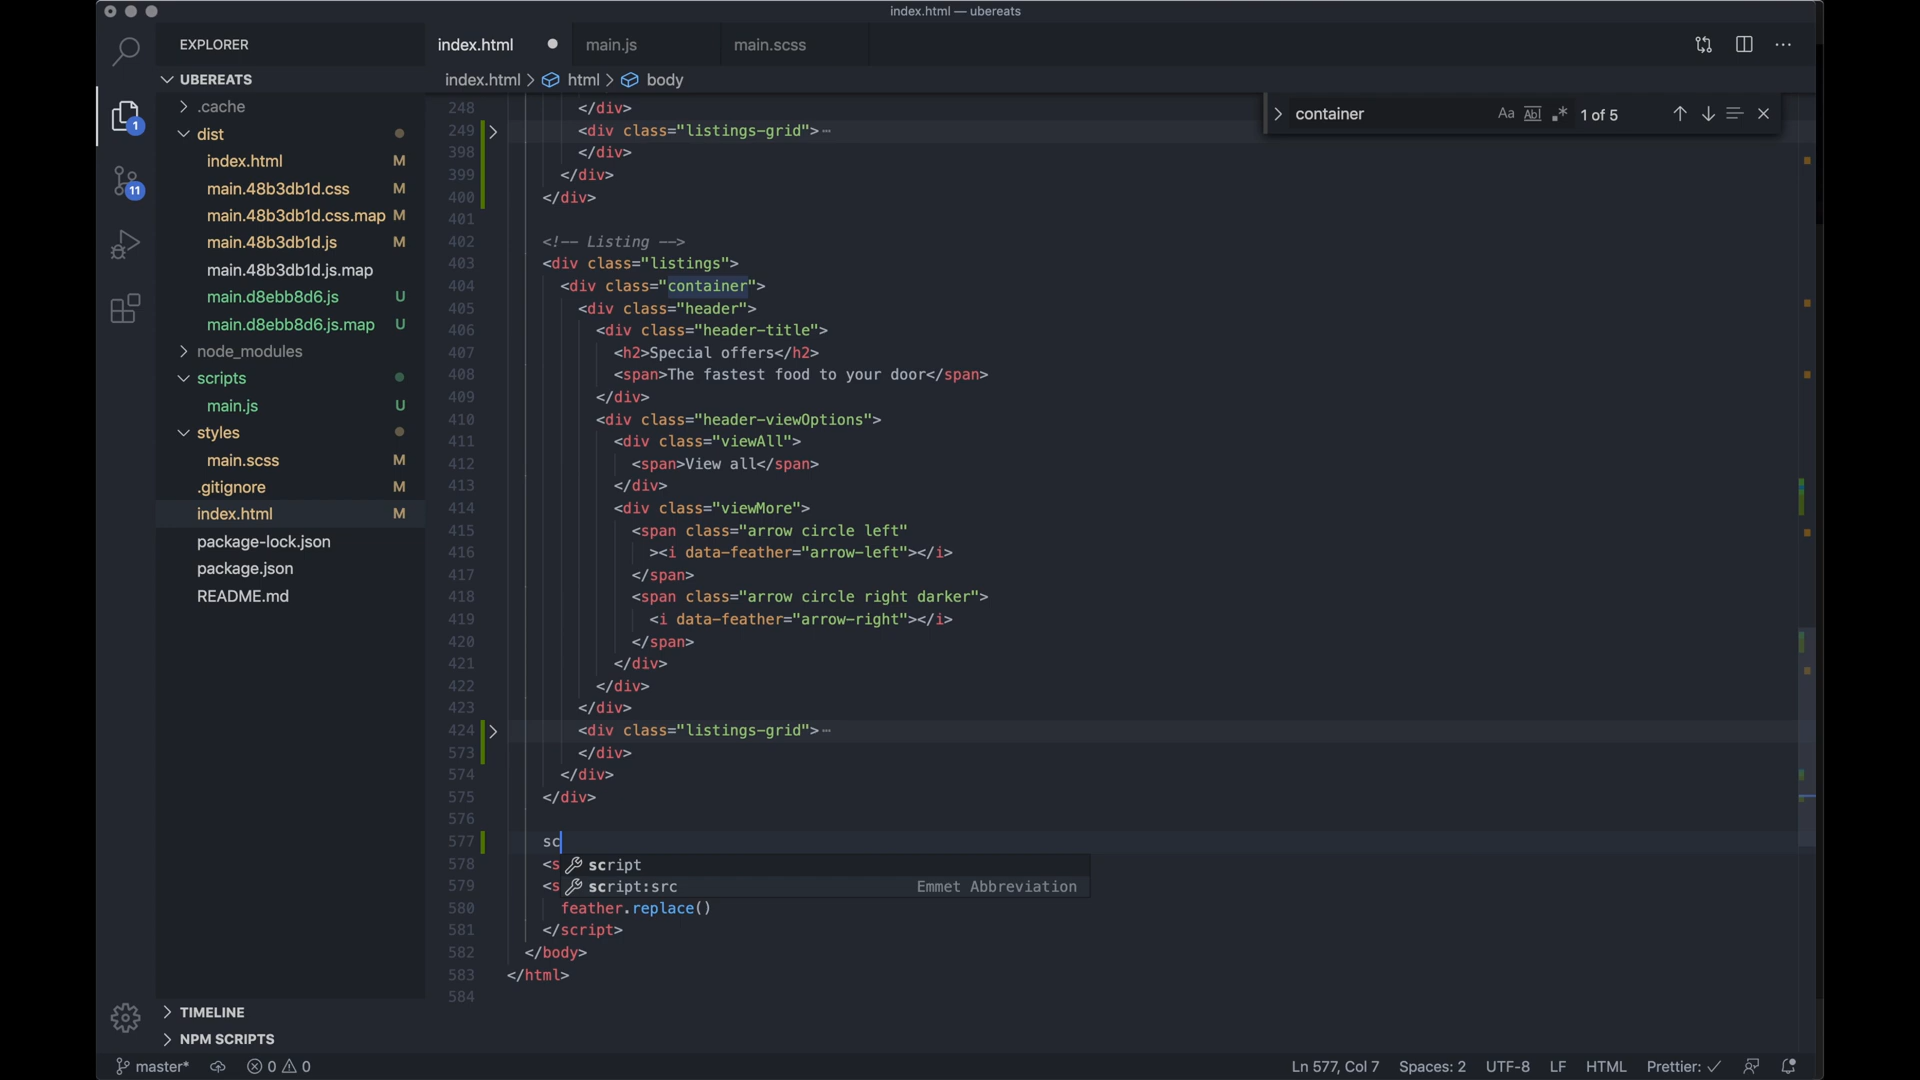 index.html — ubereats
EXPLORER
UBEREATS
.cache
dist
index.html M
main.48b3db1d.css M
main.48b3db1d.css.map M
main.48b3db1d.js M
main.48b3db1d.js.map
main.d8ebb8d6.js U
main.d8ebb8d6.js.map U
node_modules
scripts
main.js U
styles
main.scss M
.gitignore M
index.html M
package-lock.json
package.json
README.md
TIMELINE
NPM SCRIPTS
1
11
index.html main.js main.scss
index.html > html > body
container Aa Abl .* 1 of 5
248 </div>
249 <div class="listings-grid">⋯
398 </div>
399 </div>
400 </div>
401
402 <!-- Listing -->
403 <div class="listings">
404 <div class="container">
405 <div class="header">
406 <div class="header-title">
407 <h2>Special offers</h2>
408 <span>The fastest food to your door</span>
409 </div>
410 <div class="header-viewOptions">
411 <div class="viewAll">
412 <span>View all</span>
413 </div>
414 <div class="viewMore">
415 <span class="arrow circle left"
416 ><i data-feather="arrow-left"></i>
417 </span>
418 <span class="arrow circle right darker">
419 <i data-feather="arrow-right"></i>
420 </span>
421 </div>
422 </div>
423 </div>
424 <div class="listings-grid">⋯
573 </div>
574 </div>
575 </div>
576
577 sc
578 <s script
579 <s script:src Emmet Abbreviation
580 feather.replace()
581 </script>
582 </body>
583 </html>
584
master* 0 0 Ln 577, Col 7 Spaces: 2 UTF-8 LF HTML Prettier: ✓